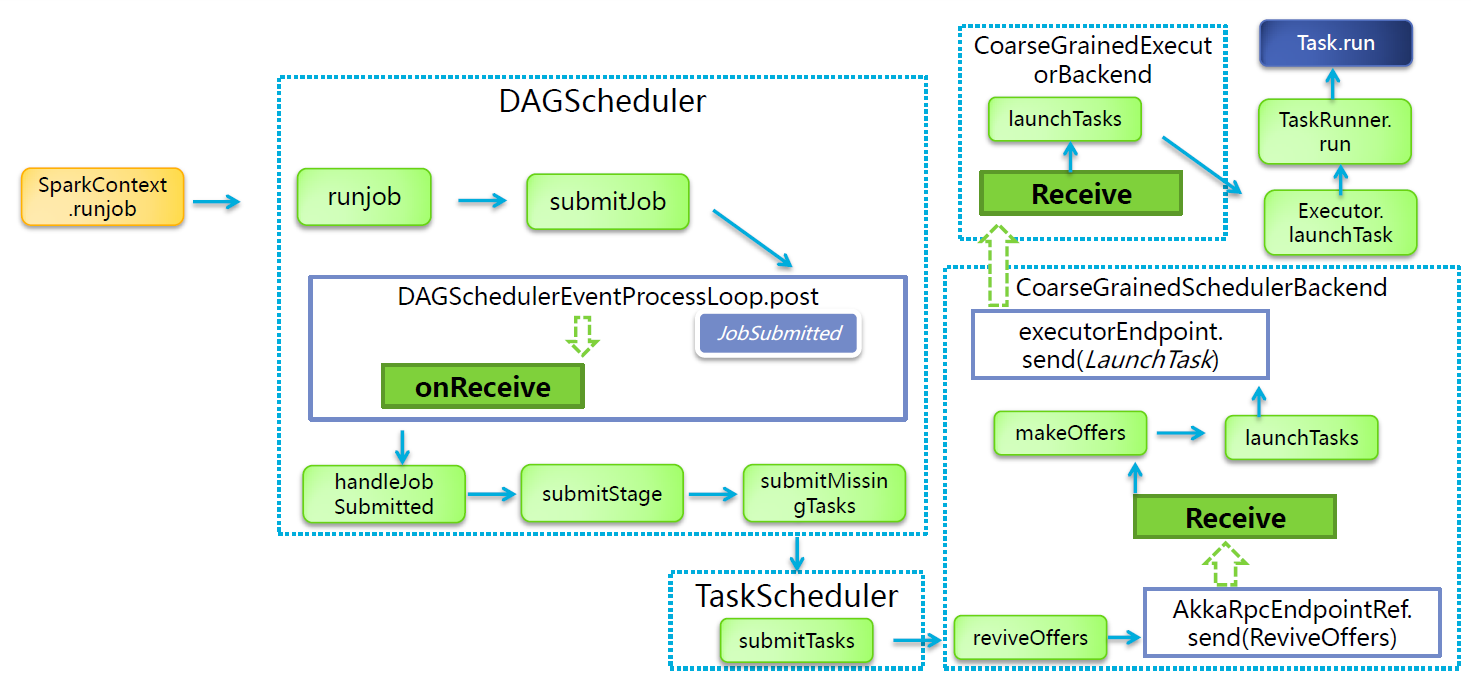 SparkContext
.runjob
DAGScheduler
runjob
submitJob
DAGSchedulerEventProcessLoop.post
JobSubmitted
onReceive
handleJob
Submitted
submitStage
submitMissin
gTasks
TaskScheduler
submitTasks
CoarseGrainedSchedulerBackend
reviveOffers
AkkaRpcEndpointRef.
send(ReviveOffers)
Receive
makeOffers
launchTasks
executorEndpoint.
send(LaunchTask)
CoarseGrainedExecut
orBackend
Receive
launchTasks
Executor.
launchTask
TaskRunner.
run
Task.run